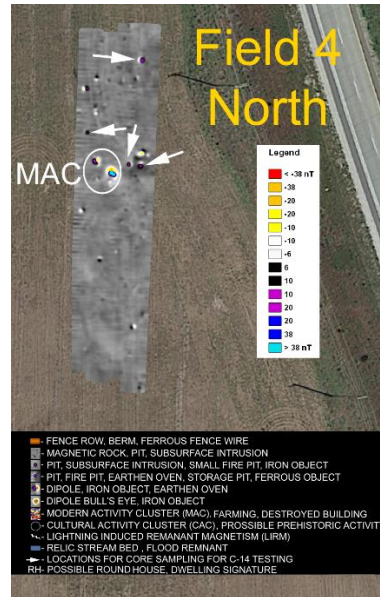 Field 4
North
MAC
Legend
< -38 nT
-38
-20
-10
-10
-6
6
10
10
20
20
38
> 38 nT
- FENCE ROW, BERM, FERROUS FENCE WIRE
- MAGNETIC ROCK, PIT, SUBSURFACE INTRUSION
- PIT, SUBSURFACE INTRUSION, SMALL FIRE PIT, IRON OBJECT
- PIT, FIRE PIT, EARTHEN OVEN, STORAGE PIT, FERROUS OBJECT
- DIPOLE, IRON OBJECT, EARTHEN OVEN
- DIPOLE BULL'S EYE, IRON OBJECT
- MODERN ACTIVITY CLUSTER (MAC), FARMING, DESTROYED BUILDING
- CULTURAL ACTIVITY CLUSTER (CAC), PROSSIBLE PREHISTORIC ACTIVIT
- LIGHTNING INDUCED REMANANT MAGNETISM (LIRM)
- RELIC STREAM BED, FLOOD REMNANT
- LOCATIONS FOR CORE SAMPLING FOR C-14 TESTING
RH- POSSIBLE ROUND HOUSE, DWELLING SIGNATURE